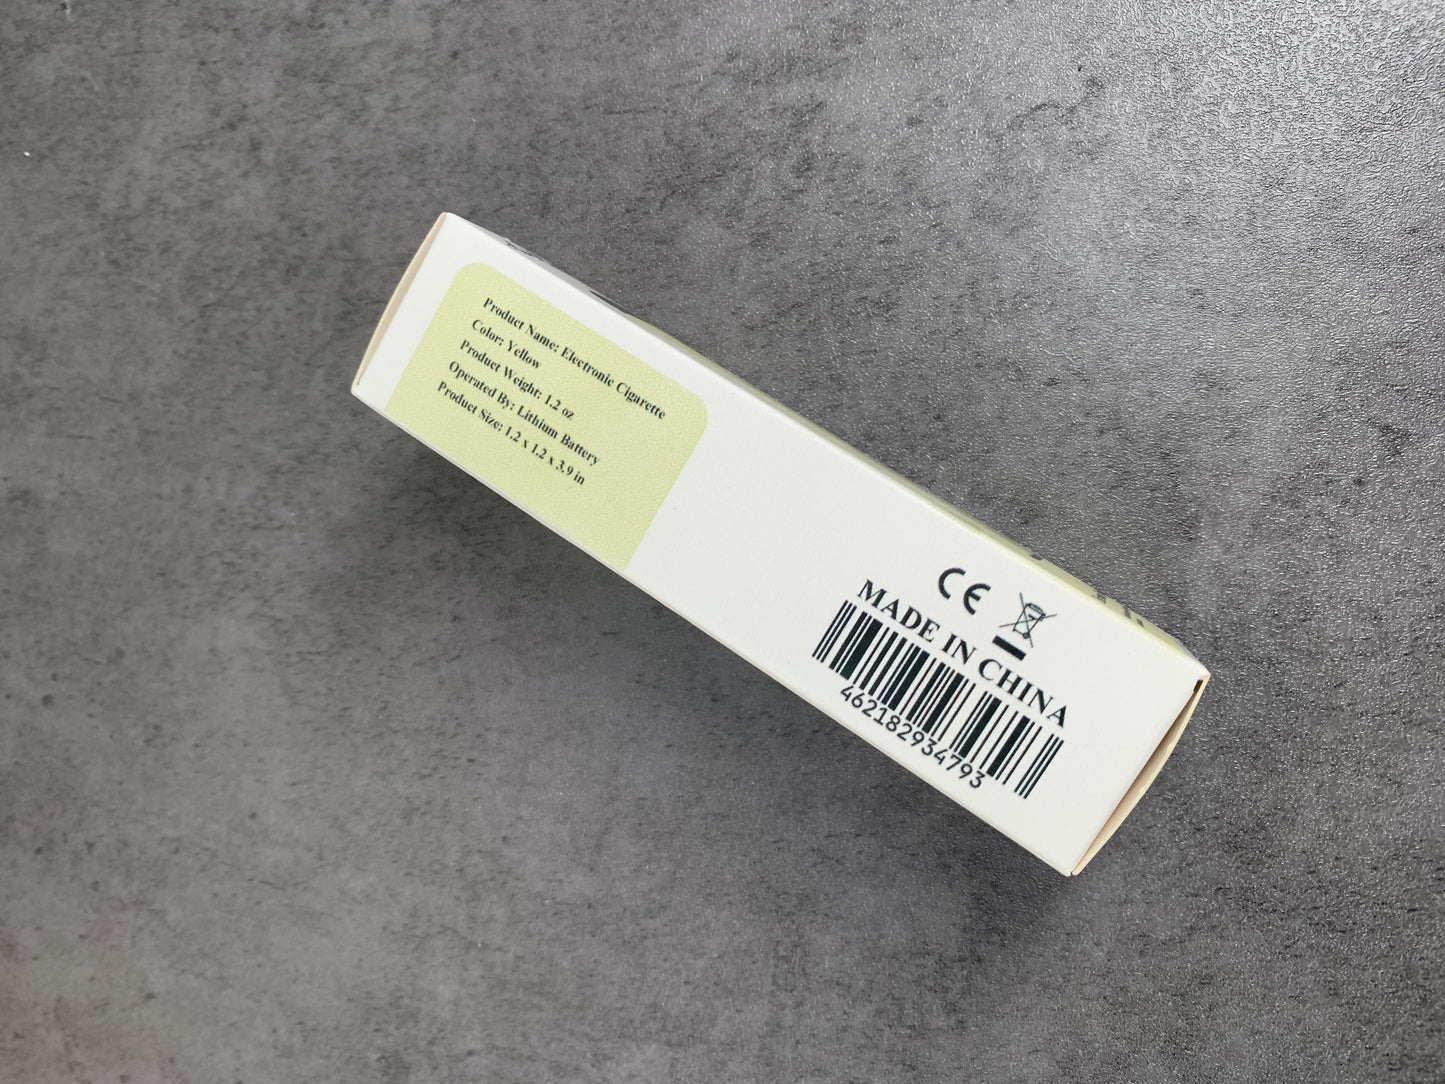 Product Name: Electronic Cigarette
Color: Yellow
Product Weight: 1.2 oz
Operated By: Lithium Battery
Product Size: 1.2 x 1.2 x 3.9 in
CE
MADE IN CHINA
462182934793